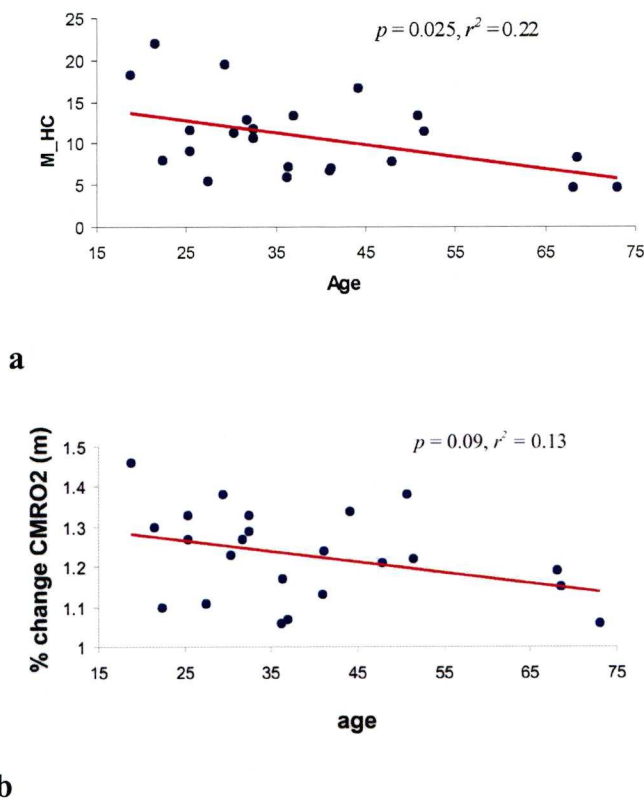 25
p = 0.025, r² = 0.22
20
15
M_HC
10
5
0
15 25 35 45 55 65 75
Age
a
1.5
p = 0.09, r² = 0.13
1.4
1.3
% change CMRO2 (m)
1.2
1.1
1
15 25 35 45 55 65 75
age
b